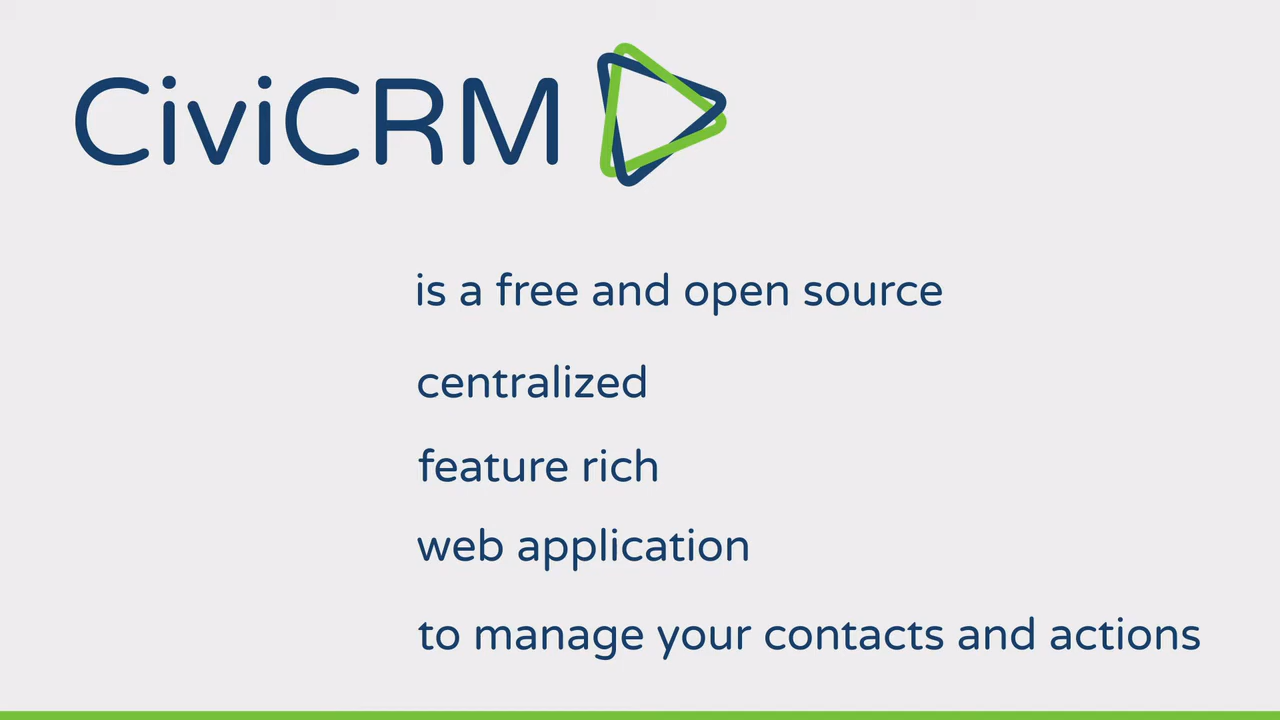 CiviCRM
is a free and open source
centralized
feature rich
web application
to manage your contacts and actions